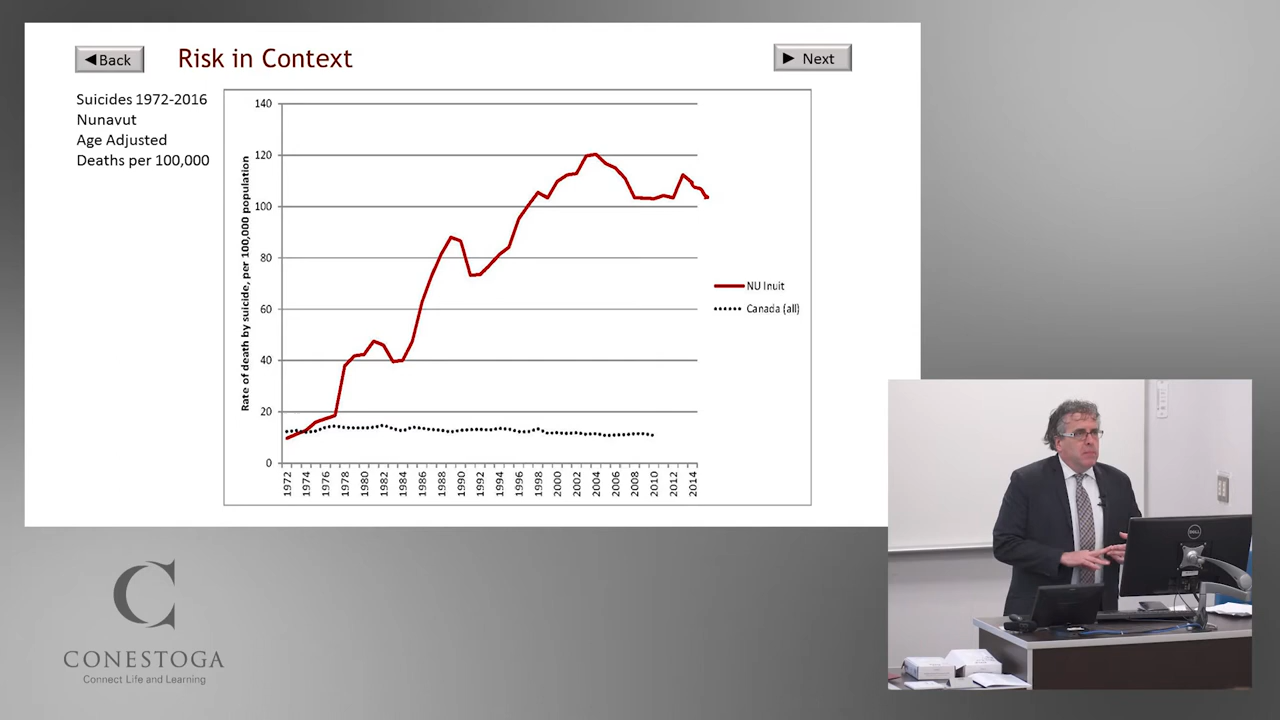 Back
Risk in Context
Next
Suicides 1972-2016
Nunavut
Age Adjusted
Deaths per 100,000
Rate of death by suicide, per 100,000 population
140
120
100
80
60
40
20
0
1972
1974
1976
1978
1980
1982
1984
1986
1988
1990
1992
1994
1996
1998
2000
2002
2004
2006
2008
2010
2012
2014
NU Inuit
Canada (all)
DELL
CONESTOGA
Connect Life and Learning